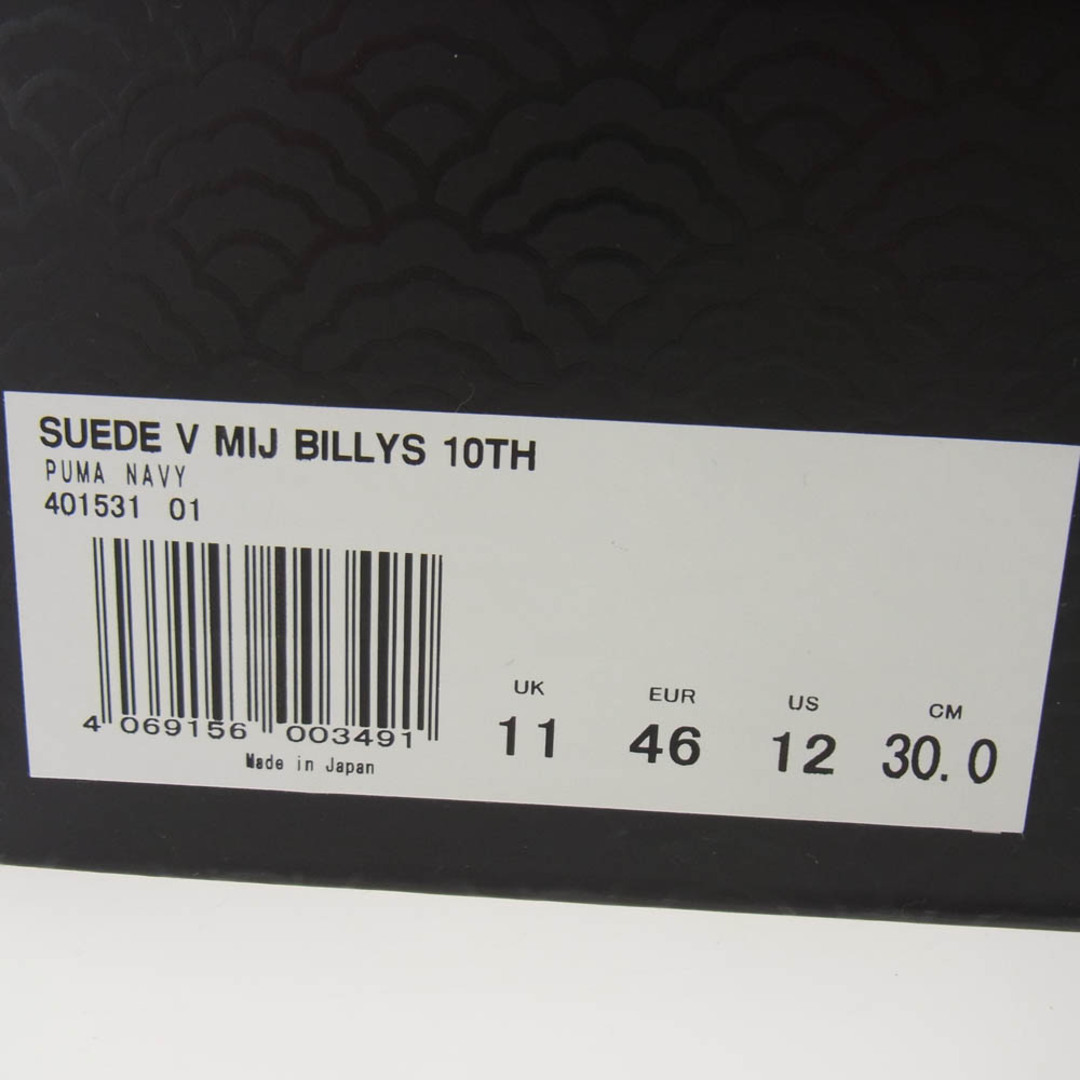 SUEDE V MIJ BILLYS 10TH
PUMA NAVY
401531 01
4 069156 003491
Made in Japan
UK EUR US CM
11 46 12 30.0